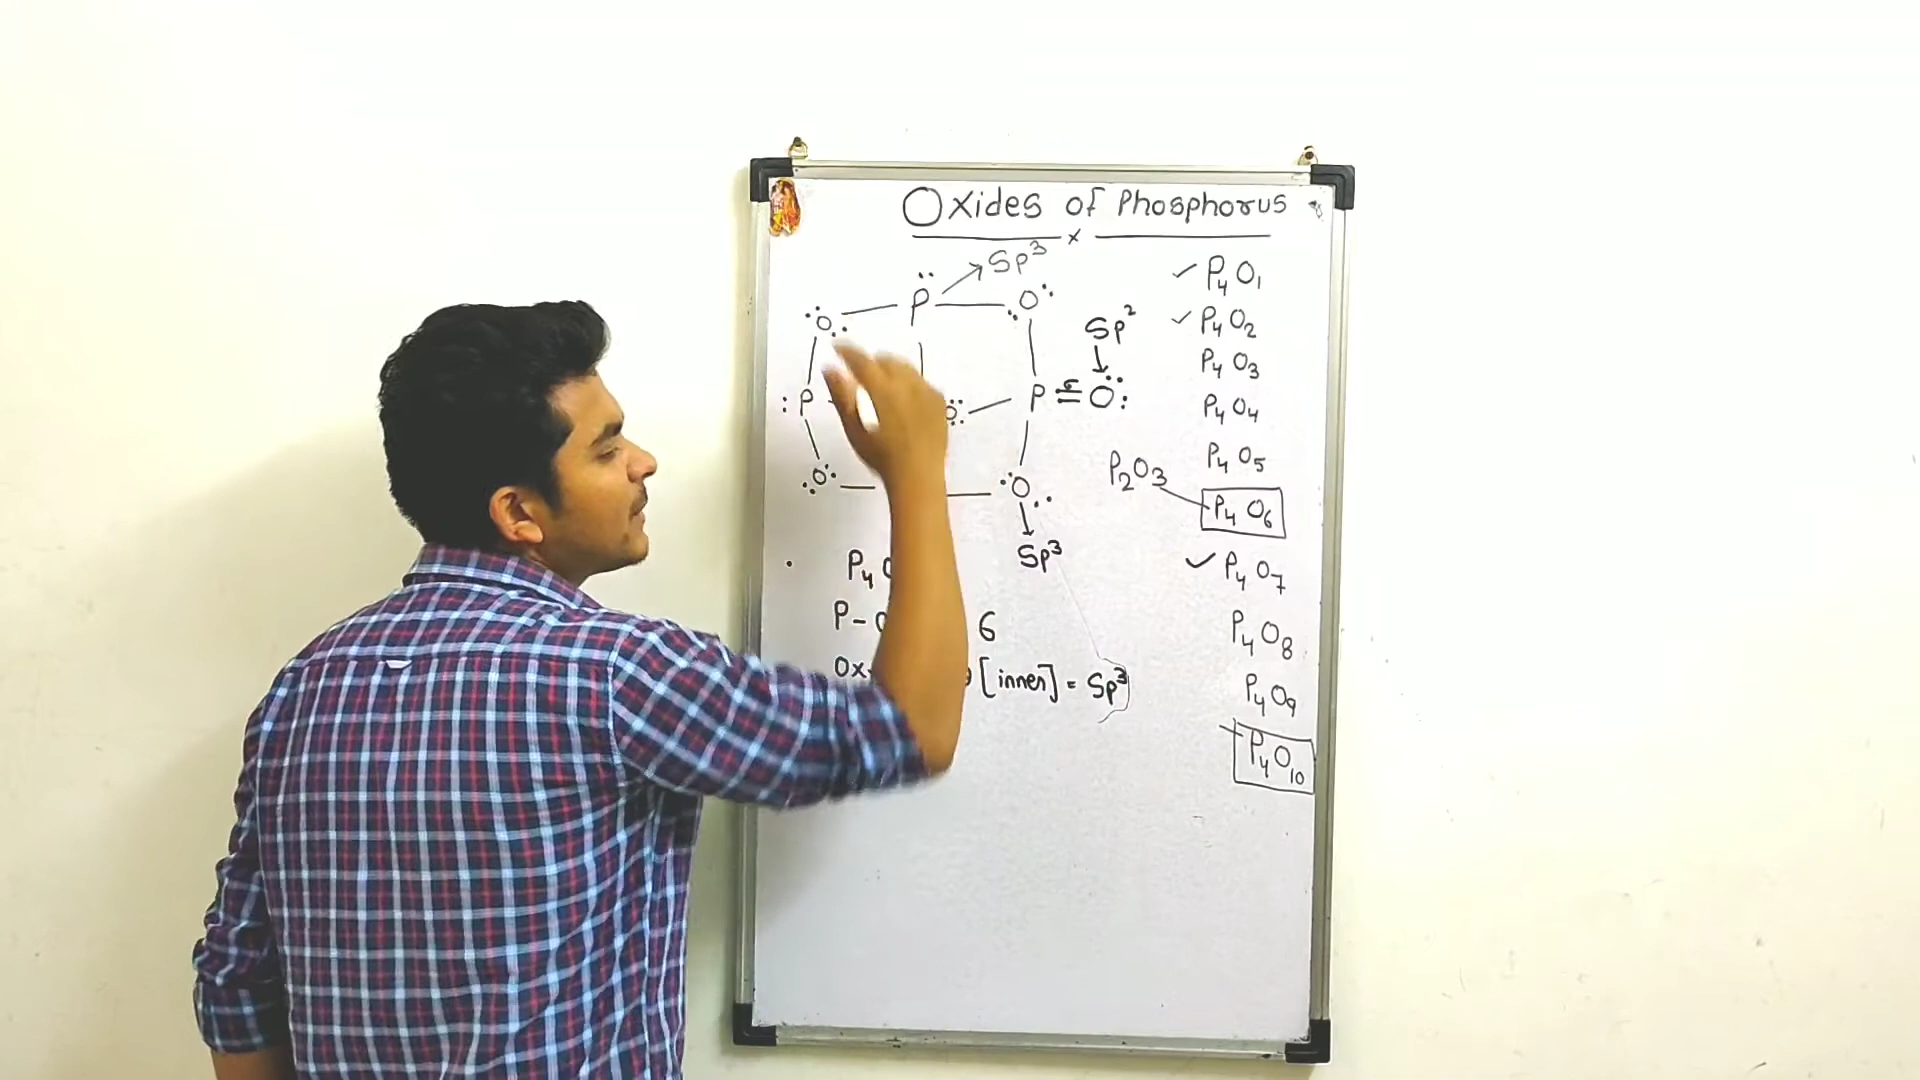 Oxides of Phosphorus
x
Sp³
P
O
O
Sp²
P
O
P = O
σ
O
O
Sp³
P₄O₁
P₄O₂
P₄O₃
P₄O₄
P₄O₅
P₂O₃
P₄O₆
P₄O₇
P₄O₈
P₄O₉
P₄O₁₀
P₄
P-
6
[inner] = Sp³